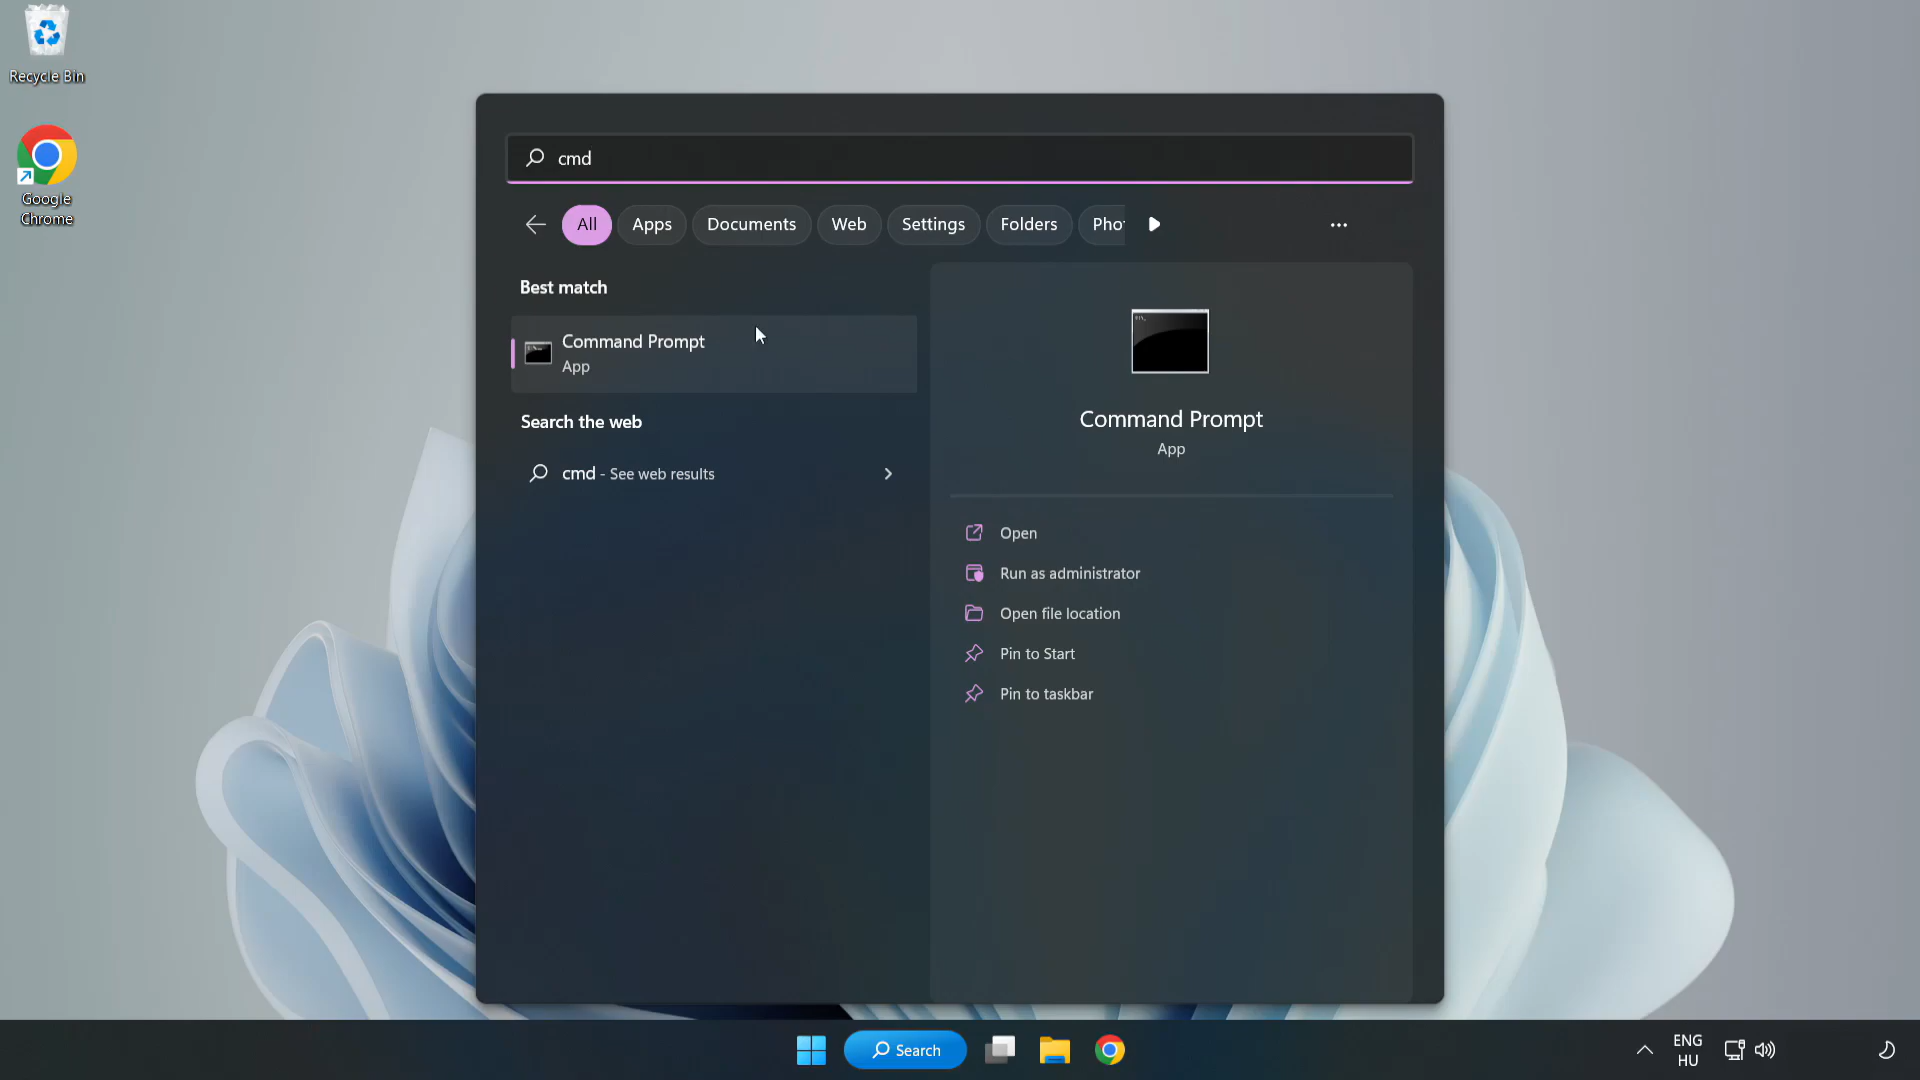 Recycle Bin
Google
Chrome
cmd
All
Apps
Documents
Web
Settings
Folders
Pho
Best match
Command Prompt
App
Search the web
cmd - See web results
Command Prompt
App
Open
Run as administrator
Open file location
Pin to Start
Pin to taskbar
Search
ENG
HU